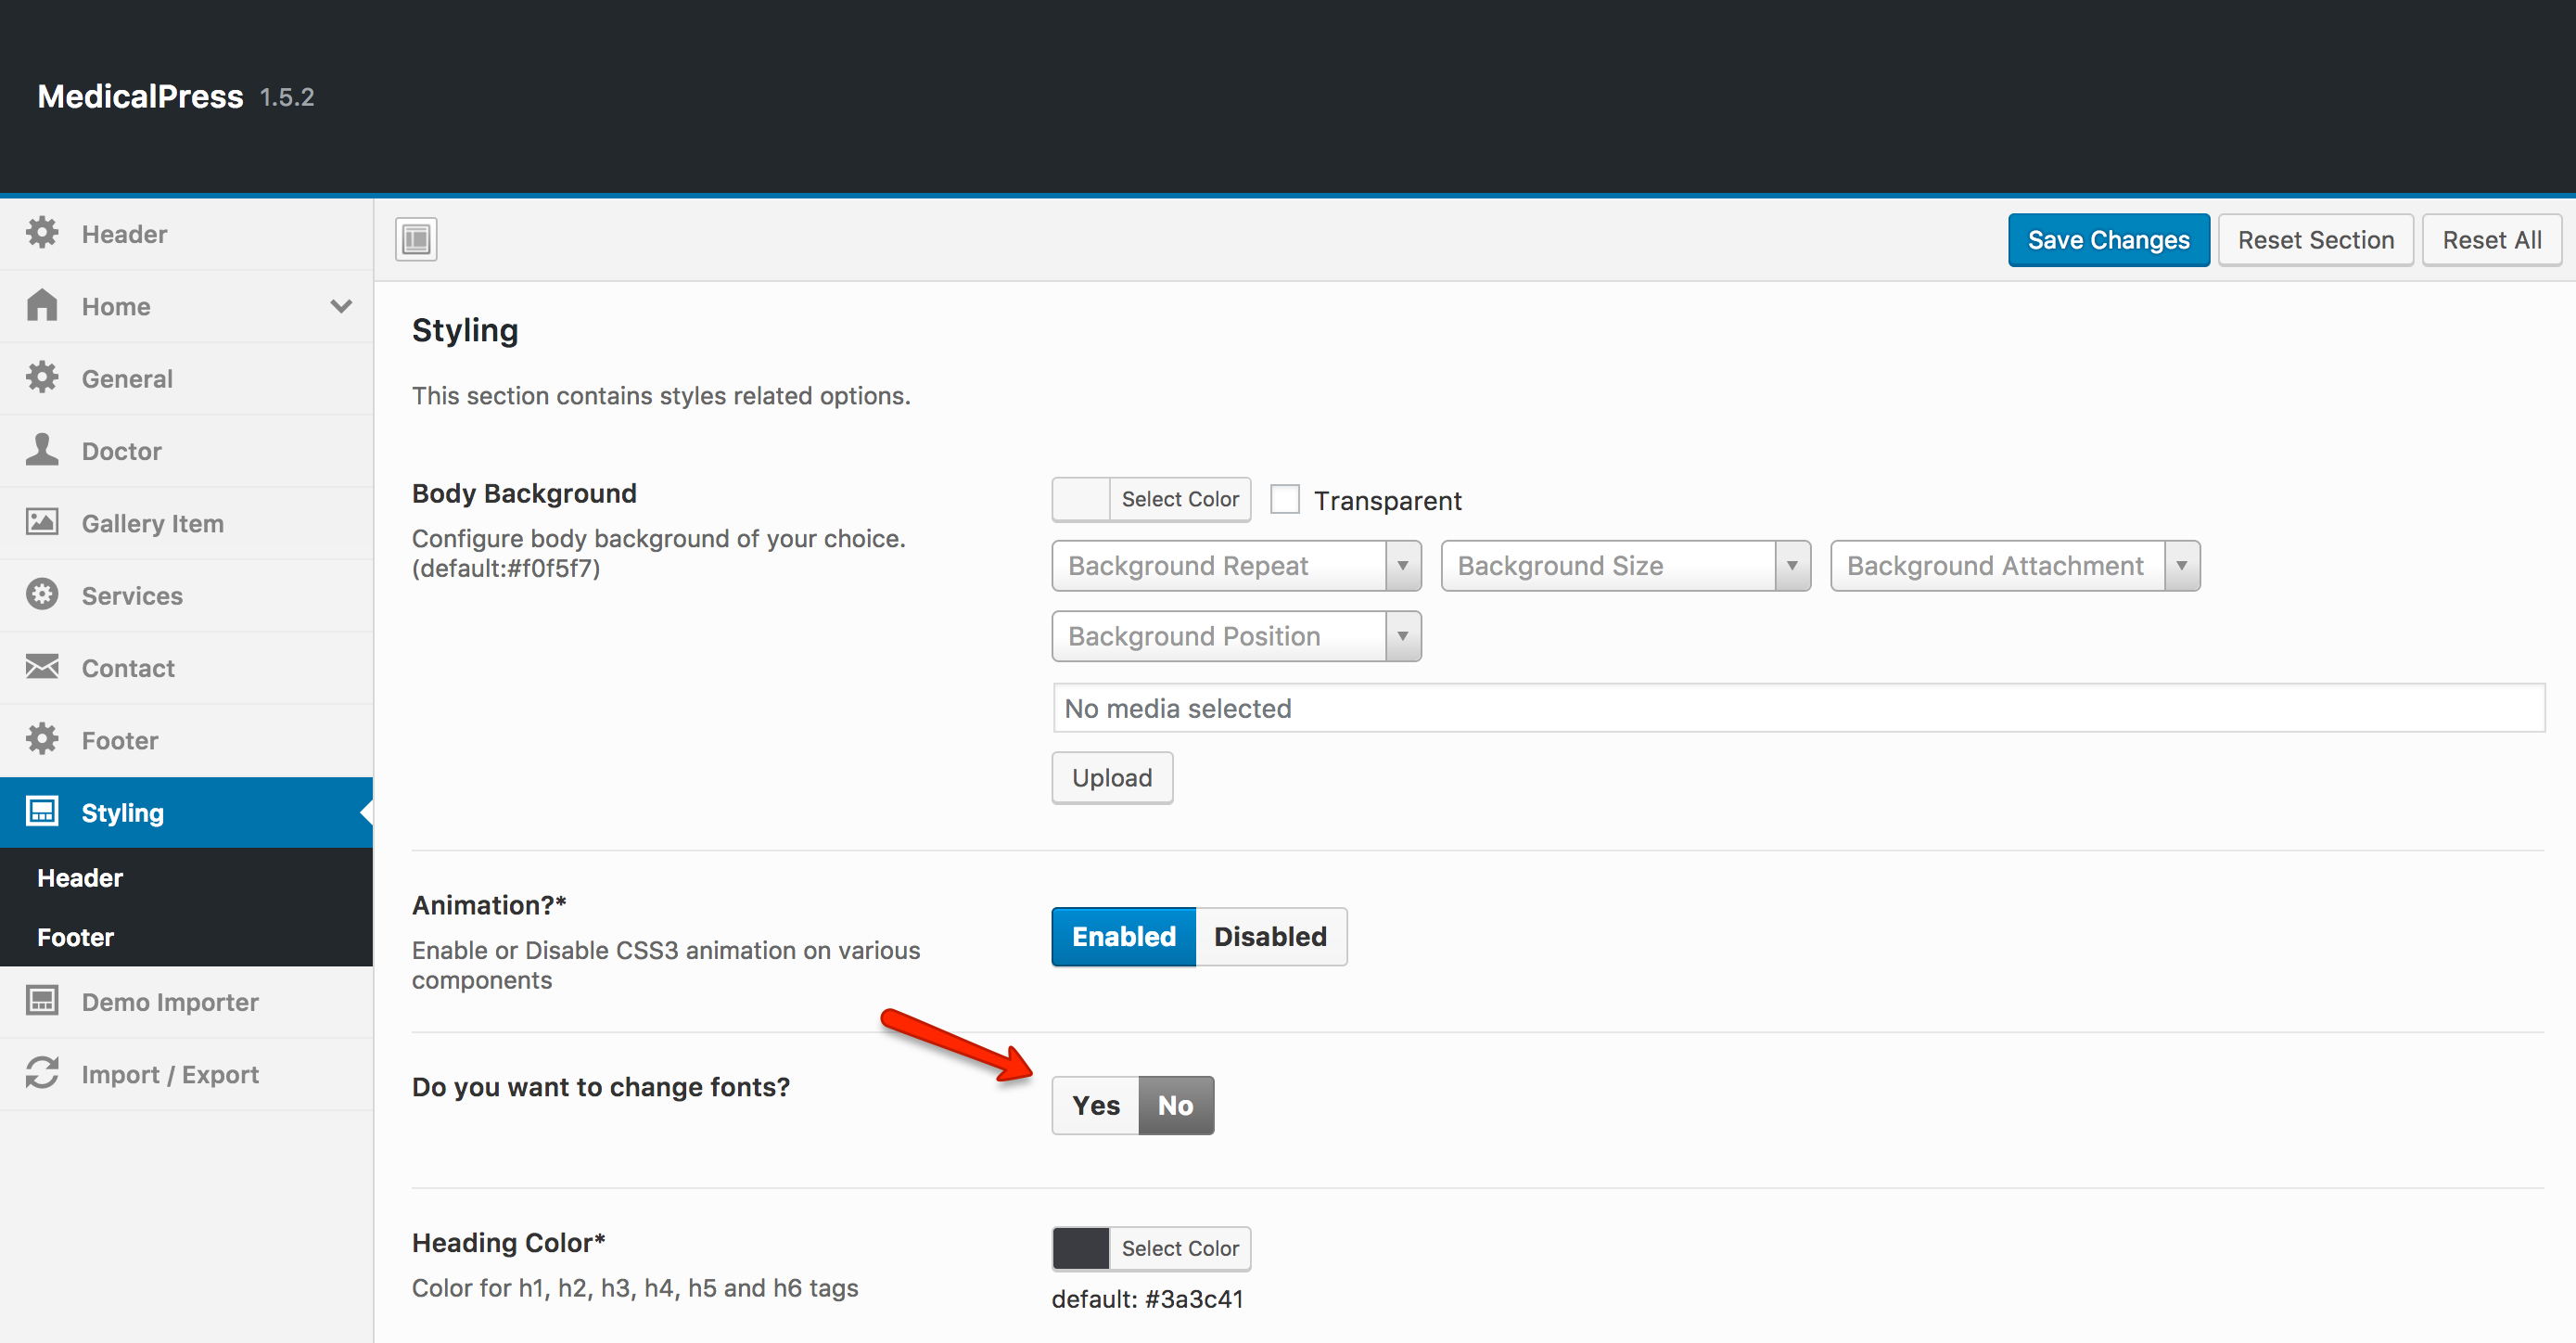 MedicalPress 1.5.2
Header
Home
General
Doctor
Gallery Item
Services
Contact
Footer
Styling
Header
Footer
Demo Importer
Import / Export
Save Changes
Reset Section
Reset All
Styling
This section contains styles related options.
Body Background
Configure body background of your choice.
(default:#f0f5f7)
Select Color
Transparent
Background Repeat
Background Size
Background Attachment
Background Position
No media selected
Upload
Animation?*
Enable or Disable CSS3 animation on various
components
Enabled
Disabled
Do you want to change fonts?
Yes
No
Heading Color*
Color for h1, h2, h3, h4, h5 and h6 tags
Select Color
default: #3a3c41